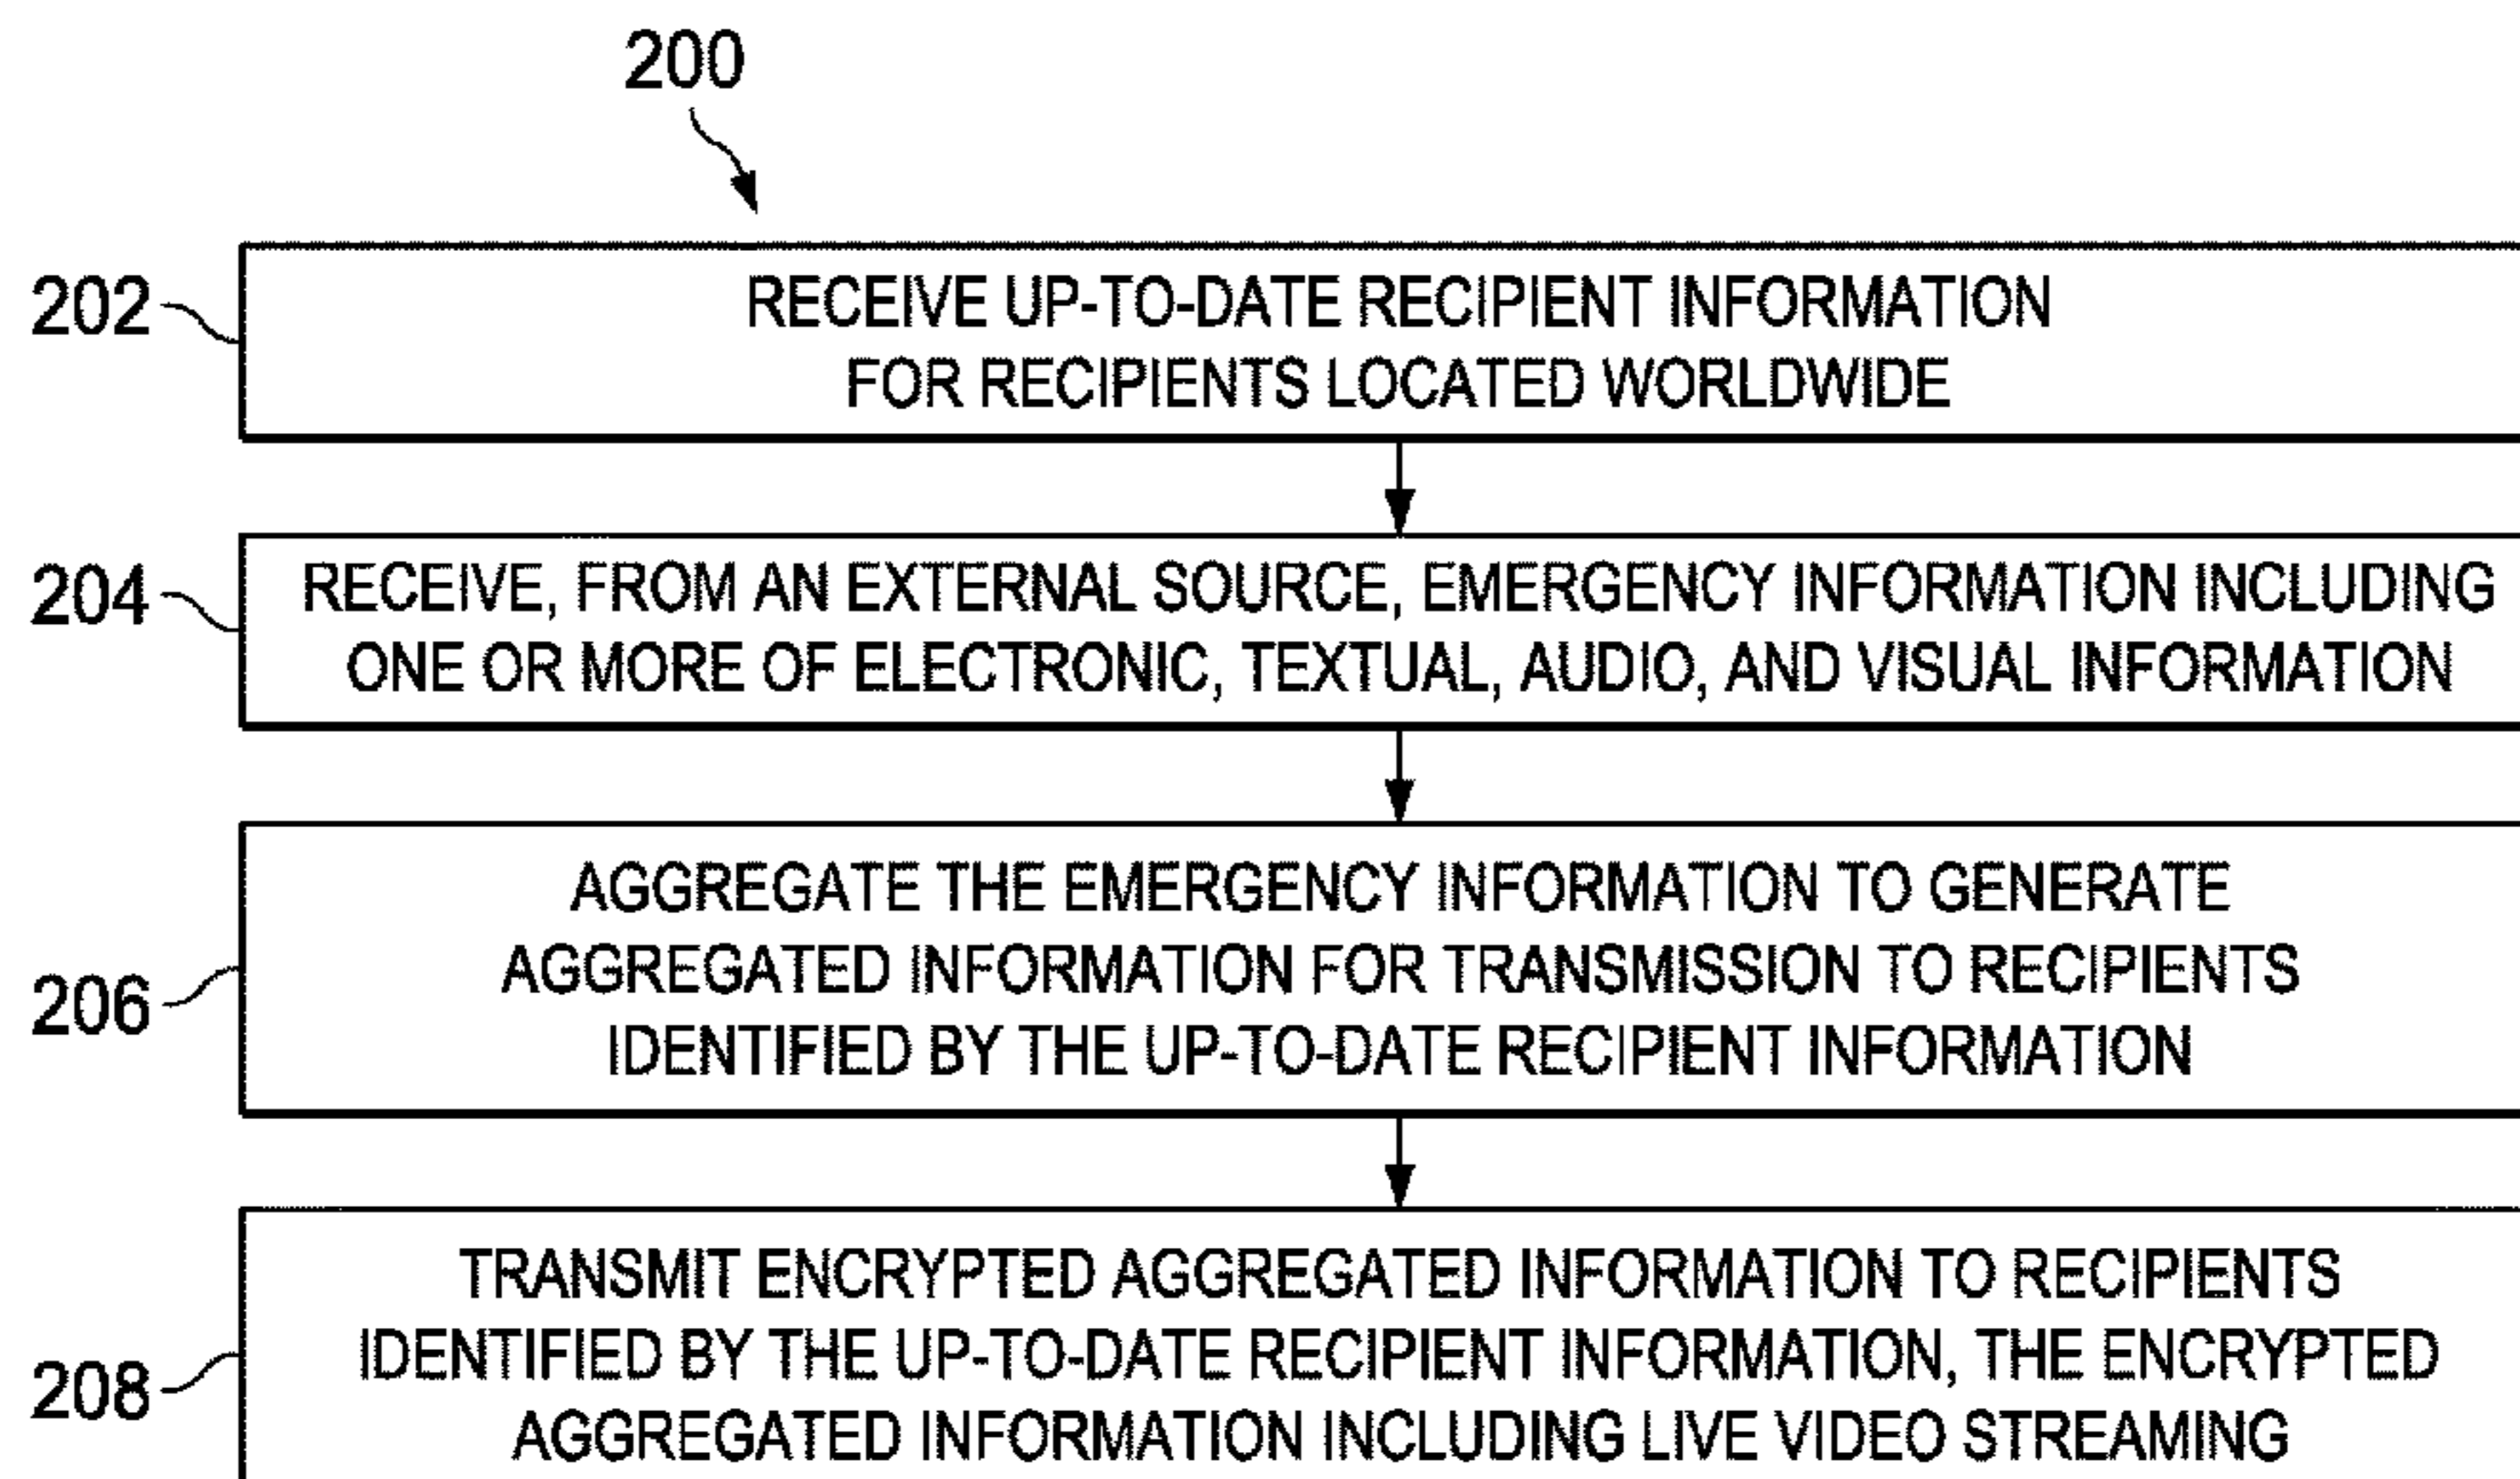 200
202
RECEIVE UP-TO-DATE RECIPIENT INFORMATION
FOR RECIPIENTS LOCATED WORLDWIDE
204
RECEIVE, FROM AN EXTERNAL SOURCE, EMERGENCY INFORMATION INCLUDING
ONE OR MORE OF ELECTRONIC, TEXTUAL, AUDIO, AND VISUAL INFORMATION
206
AGGREGATE THE EMERGENCY INFORMATION TO GENERATE
AGGREGATED INFORMATION FOR TRANSMISSION TO RECIPIENTS
IDENTIFIED BY THE UP-TO-DATE RECIPIENT INFORMATION
208
TRANSMIT ENCRYPTED AGGREGATED INFORMATION TO RECIPIENTS
IDENTIFIED BY THE UP-TO-DATE RECIPIENT INFORMATION, THE ENCRYPTED
AGGREGATED INFORMATION INCLUDING LIVE VIDEO STREAMING